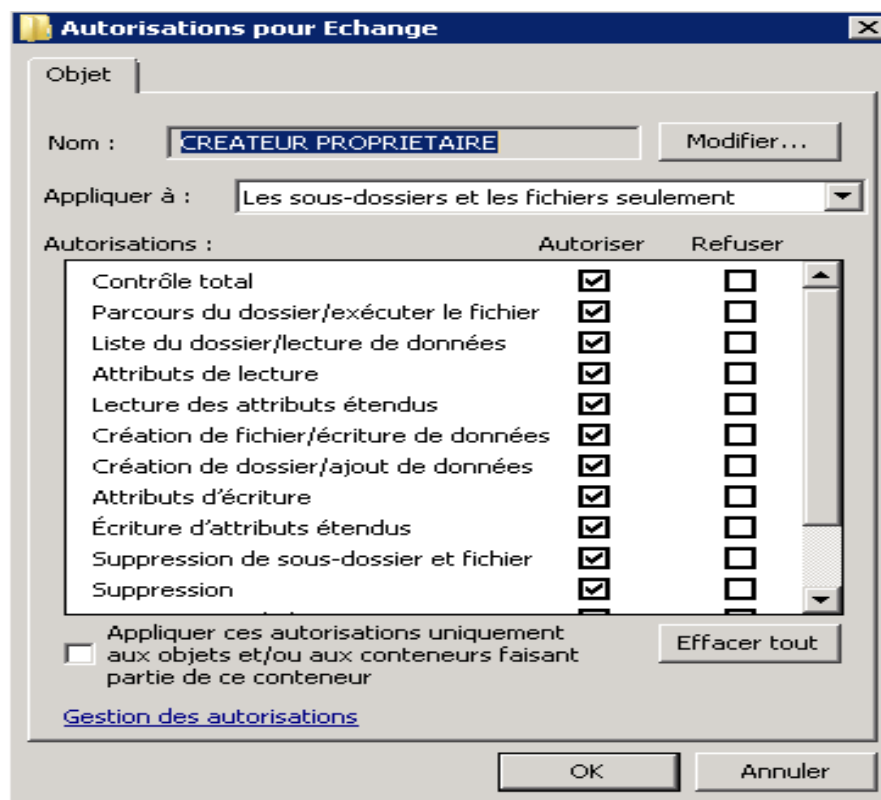 Autorisations pour Echange
Objet
Nom :
CREATEUR PROPRIETAIRE
Modifier...
Appliquer à :
Les sous-dossiers et les fichiers seulement
Autorisations :
Autoriser
Refuser
Contrôle total
Parcours du dossier/exécuter le fichier
Liste du dossier/lecture de données
Attributs de lecture
Lecture des attributs étendus
Création de fichier/écriture de données
Création de dossier/ajout de données
Attributs d'écriture
Écriture d'attributs étendus
Suppression de sous-dossier et fichier
Suppression
Appliquer ces autorisations uniquement
aux objets et/ou aux conteneurs faisant
partie de ce conteneur
Effacer tout
Gestion des autorisations
OK
Annuler